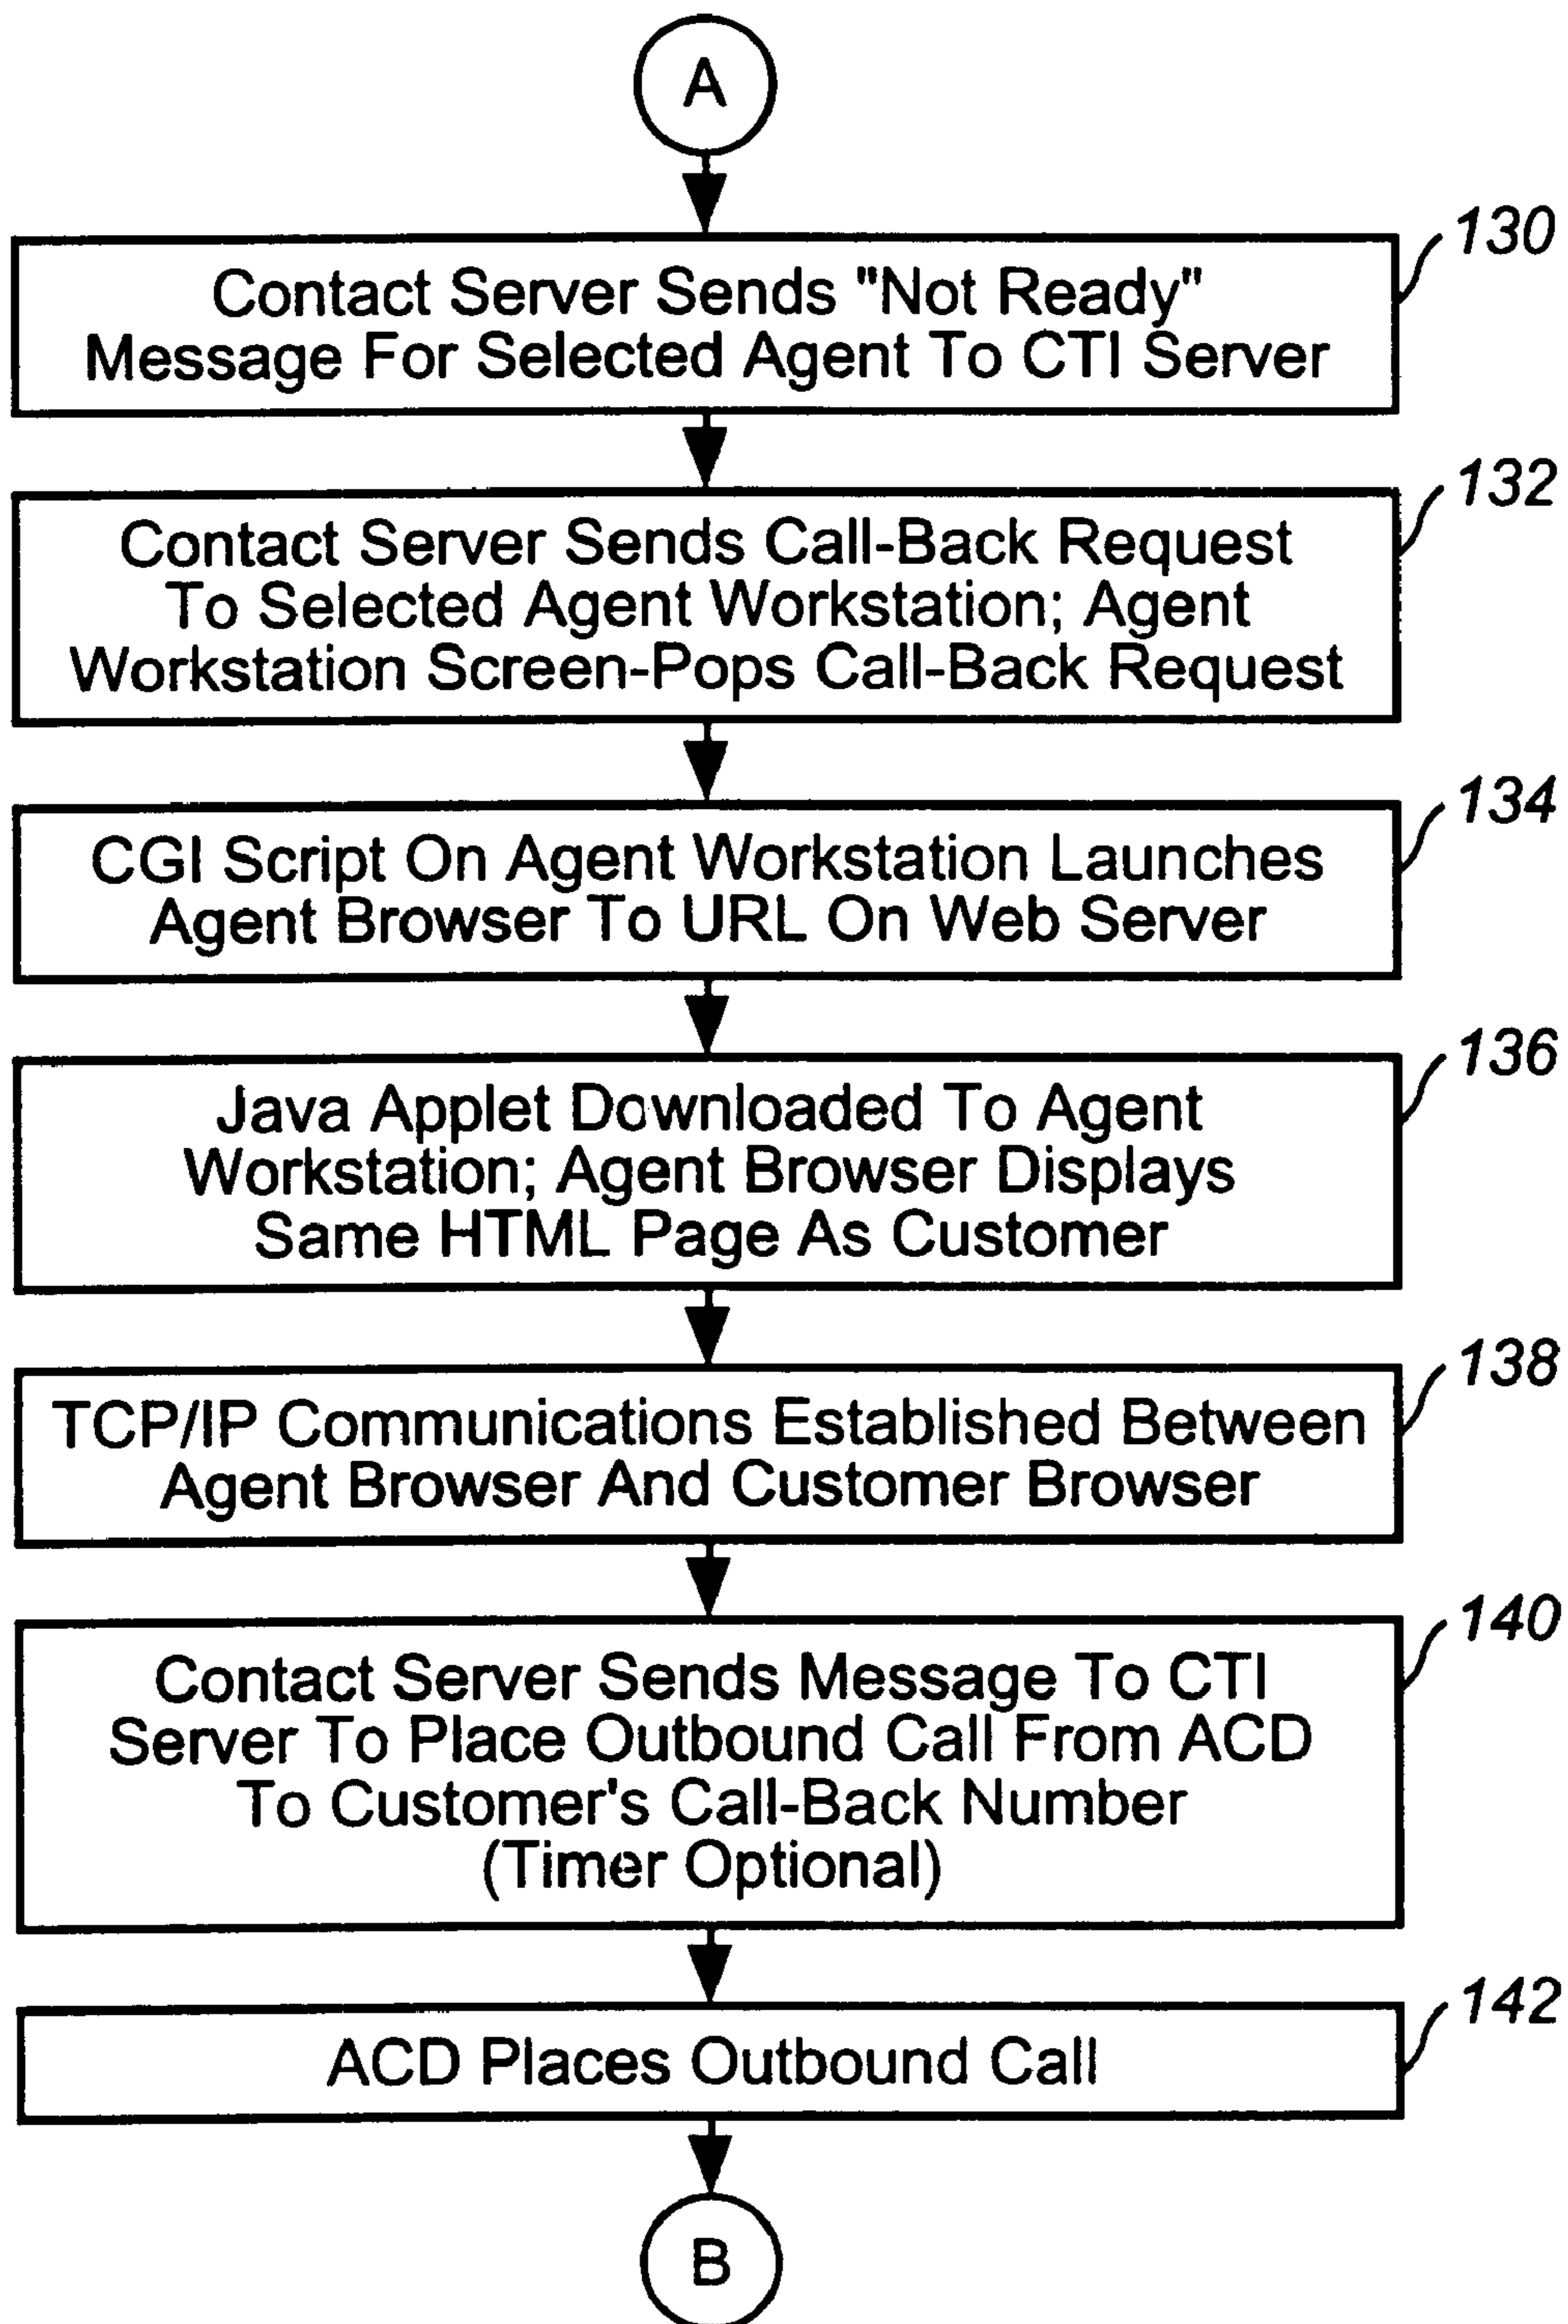 A
130
Contact Server Sends "Not Ready"
Message For Selected Agent To CTI Server
132
Contact Server Sends Call-Back Request
To Selected Agent Workstation; Agent
Workstation Screen-Pops Call-Back Request
134
CGI Script On Agent Workstation Launches
Agent Browser To URL On Web Server
136
Java Applet Downloaded To Agent
Workstation; Agent Browser Displays
Same HTML Page As Customer
138
TCP/IP Communications Established Between
Agent Browser And Customer Browser
140
Contact Server Sends Message To CTI
Server To Place Outbound Call From ACD
To Customer's Call-Back Number
(Timer Optional)
142
ACD Places Outbound Call
B